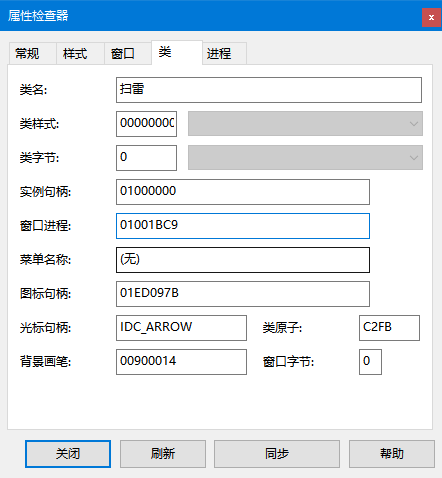 属性检查器
常规 样式 窗口 类 进程
类名: 扫雷
类样式: 00000000
类字节: 0
实例句柄: 01000000
窗口进程: 01001BC9
菜单名称: (无)
图标句柄: 01ED097B
光标句柄: IDC_ARROW 类原子: C2FB
背景画笔: 00900014 窗口字节: 0
关闭 刷新 同步 帮助